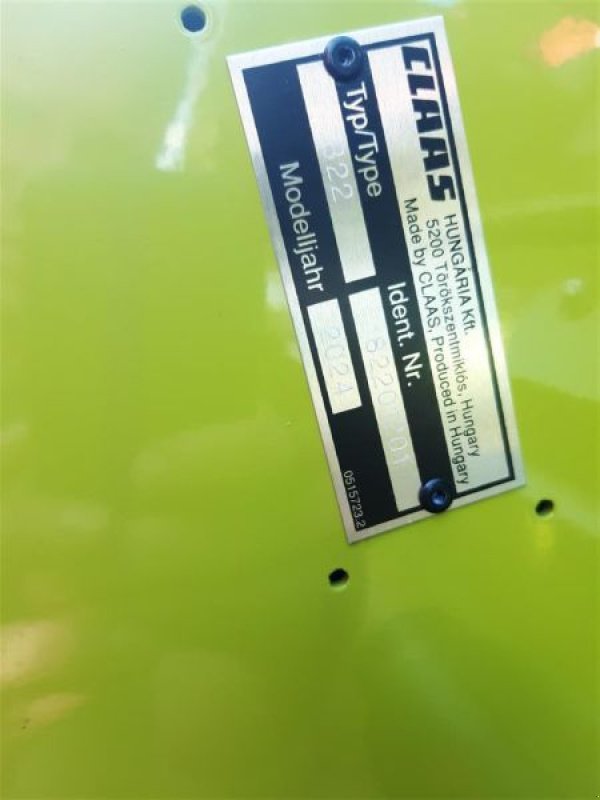 CLAAS
HUNGÁRIA Kft.
5200 Törökszentmiklós, Hungary
Made by CLAAS, Produced in Hungary
Typ/Type
Ident. Nr.
Modelljahr
2024
0515723.2